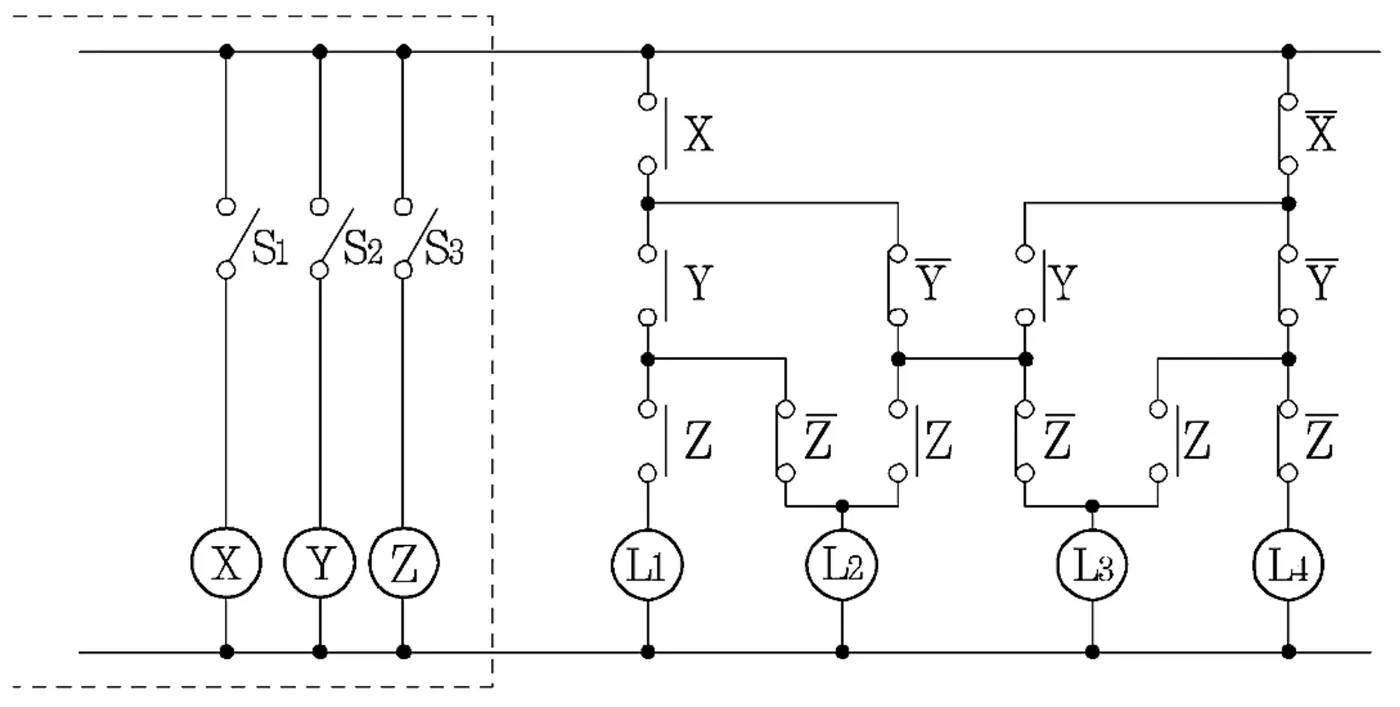 X X̅
S1 S2 S3
Y Y̅ Y Y̅
Z Z̅ Z Z̅ Z Z̅
X Y Z L1 L2 L3 L4